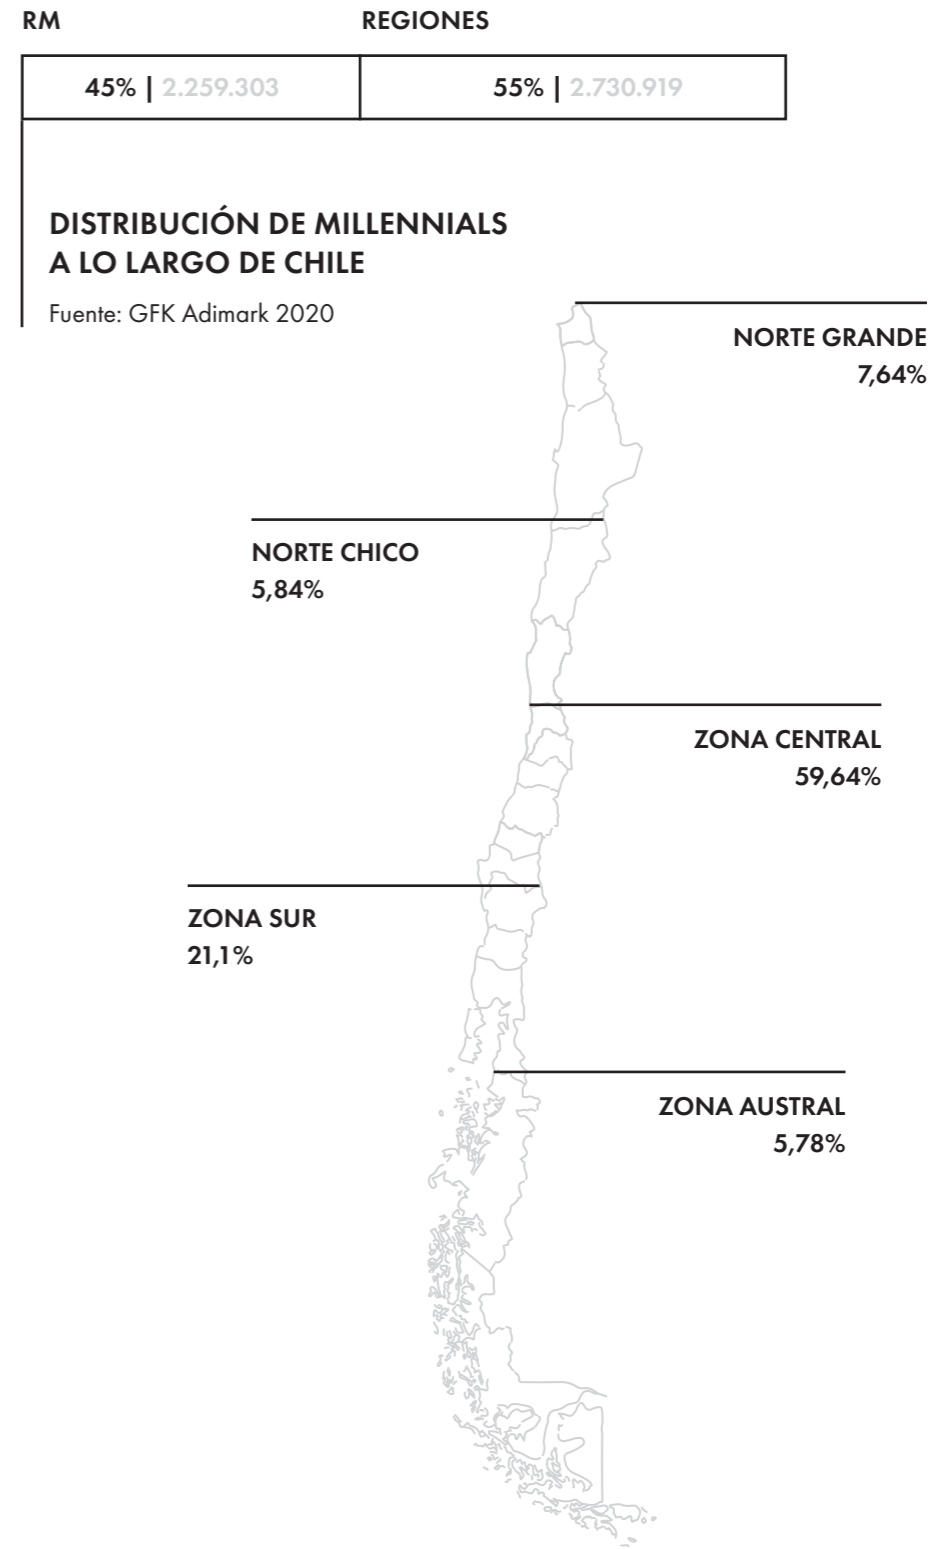 RM REGIONES
45% | 2.259.303 55% | 2.730.919
DISTRIBUCIÓN DE MILLENNIALS
A LO LARGO DE CHILE
Fuente: GFK Adimark 2020
NORTE GRANDE
7,64%
NORTE CHICO
5,84%
ZONA CENTRAL
59,64%
ZONA SUR
21,1%
ZONA AUSTRAL
5,78%